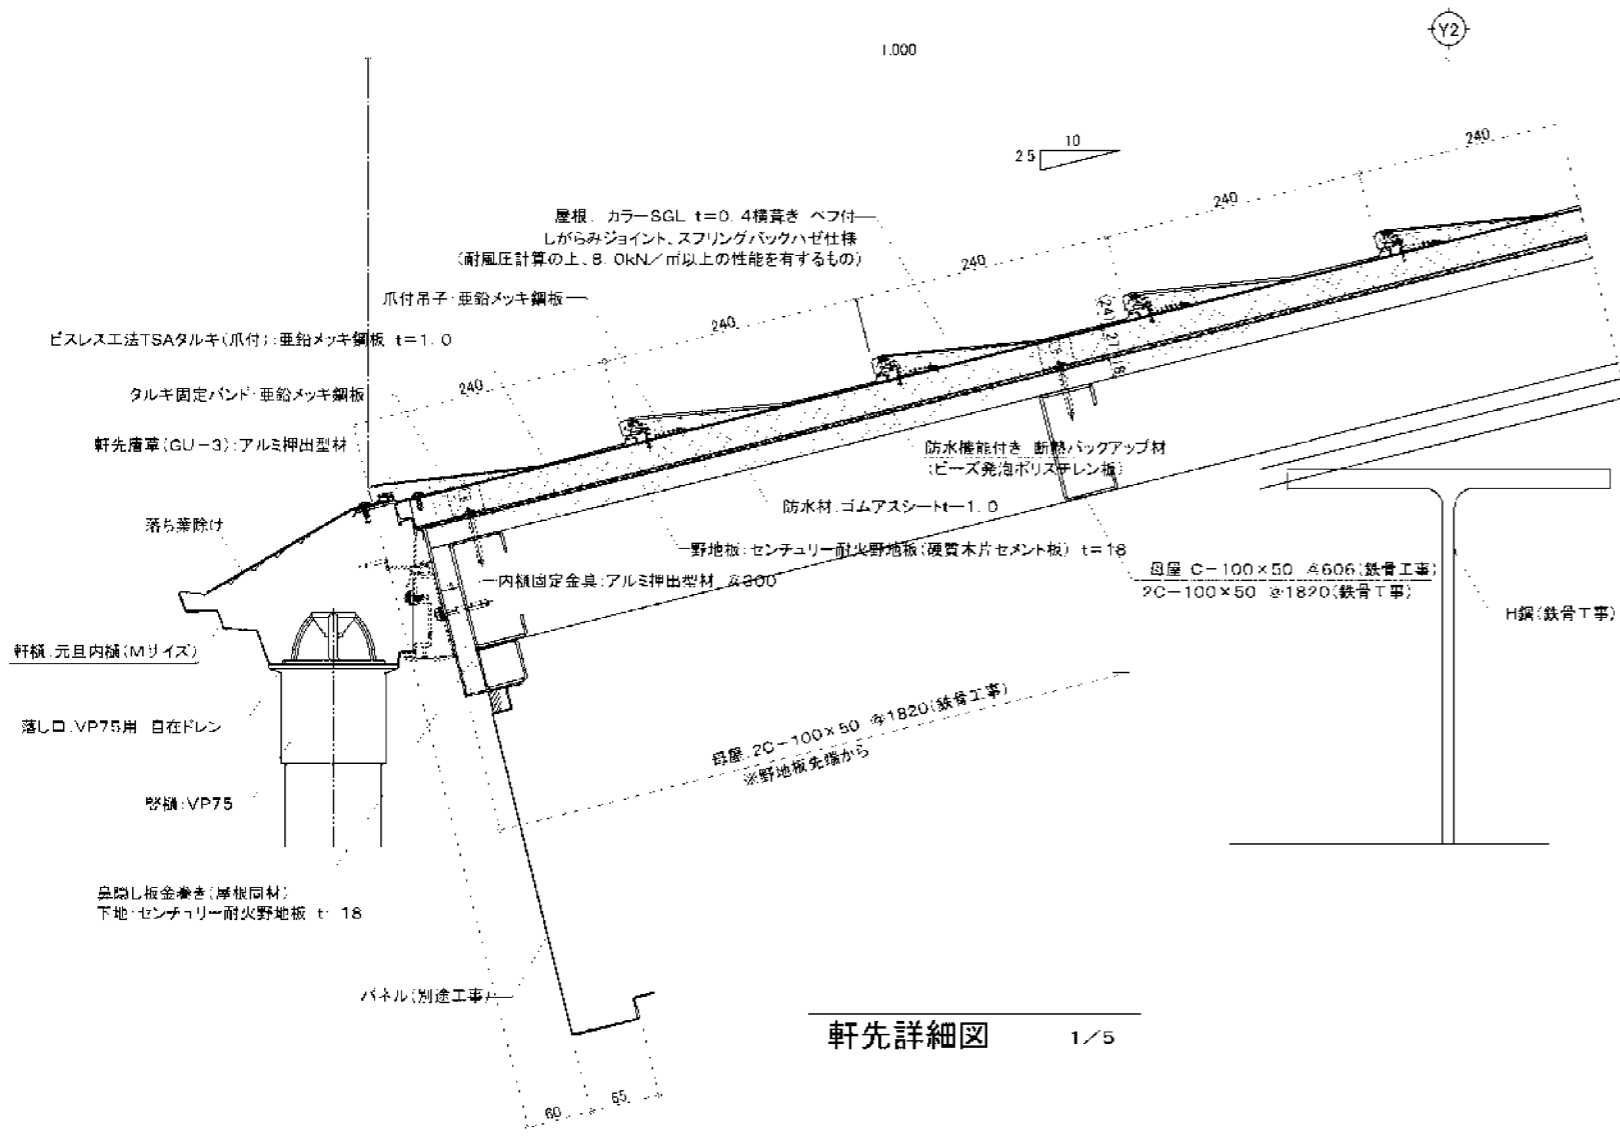 Y2
1.000
10
2.5
240
240
240
240
240
屋根. カラーSGL t=0. 4横葺き ペフ付
しがらみジョイント、スプリングバックハゼ仕様
(耐風圧計算の上、8. 0kN/㎡以上の性能を有するもの)
爪付吊子・亜鉛メッキ鋼板
ビスレス工法TSAタルキ(爪付):亜鉛メッキ鋼板 t=1. 0
タルキ固定バンド・亜鉛メッキ鋼板
軒先唐草(GU-3):アルミ押出型材
(24)
27
18
防水機能付き 断熱バックアップ材
(ビーズ発泡ポリスチレン板)
落ち葉除け
防水材.ゴムアスシートt=1. 0
野地板:センチュリー耐火野地板(硬質木片セメント板) t=18
内樋固定金具:アルミ押出型材 @300
母屋 C-100×50 @606(鉄骨工事)
2C-100×50 @1820(鉄骨工事)
H鋼(鉄骨工事)
軒樋.元旦内樋(Mサイズ)
落し口.VP75用 自在ドレン
母屋.2C-100×50 @1820(鉄骨工事)
※野地板先端から
竪樋:VP75
鼻隠し板金巻き(屋根同材)
下地:センチュリー耐火野地板 t=18
パネル(別途工事)
軒先詳細図 1/5
60
65